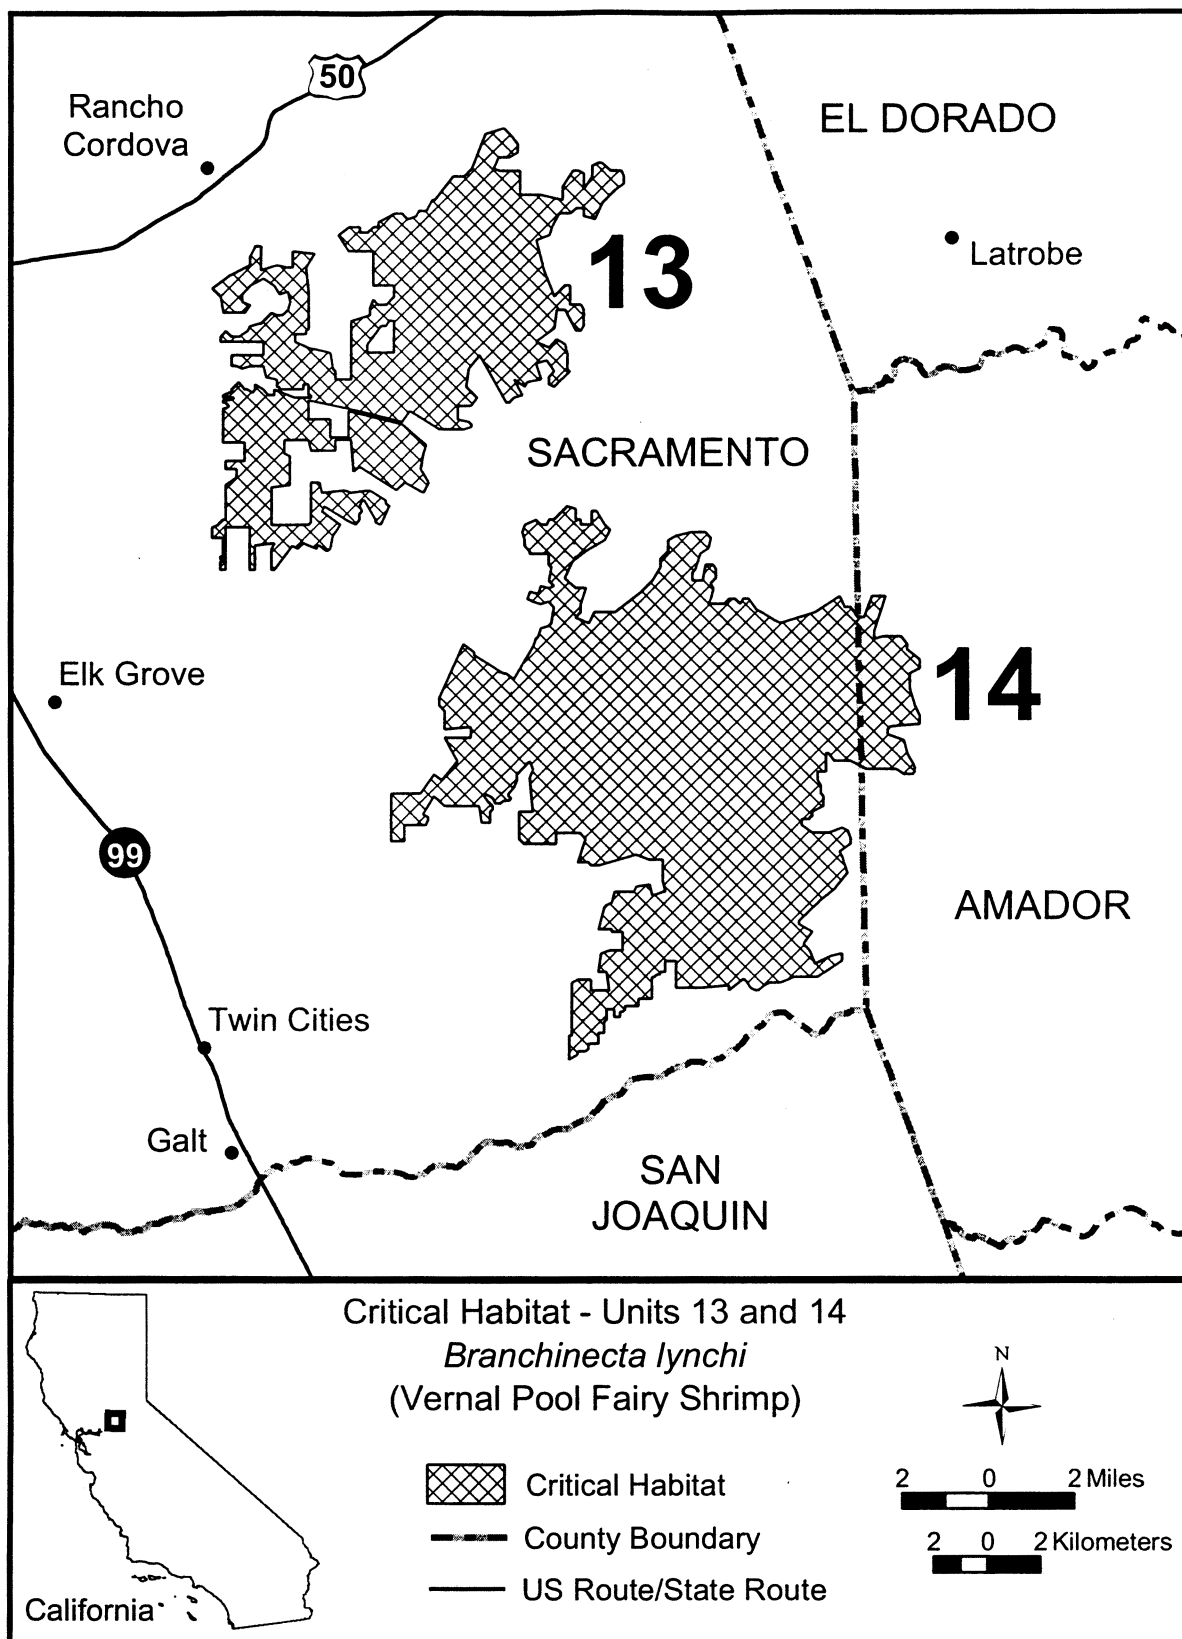 50
Rancho
Cordova
EL DORADO
Latrobe
13
SACRAMENTO
Elk Grove
14
99
AMADOR
Twin Cities
Galt
SAN
JOAQUIN
Critical Habitat - Units 13 and 14
Branchinecta lynchi
(Vernal Pool Fairy Shrimp)
N
Critical Habitat
County Boundary
US Route/State Route
2 0 2 Miles
2 0 2 Kilometers
California